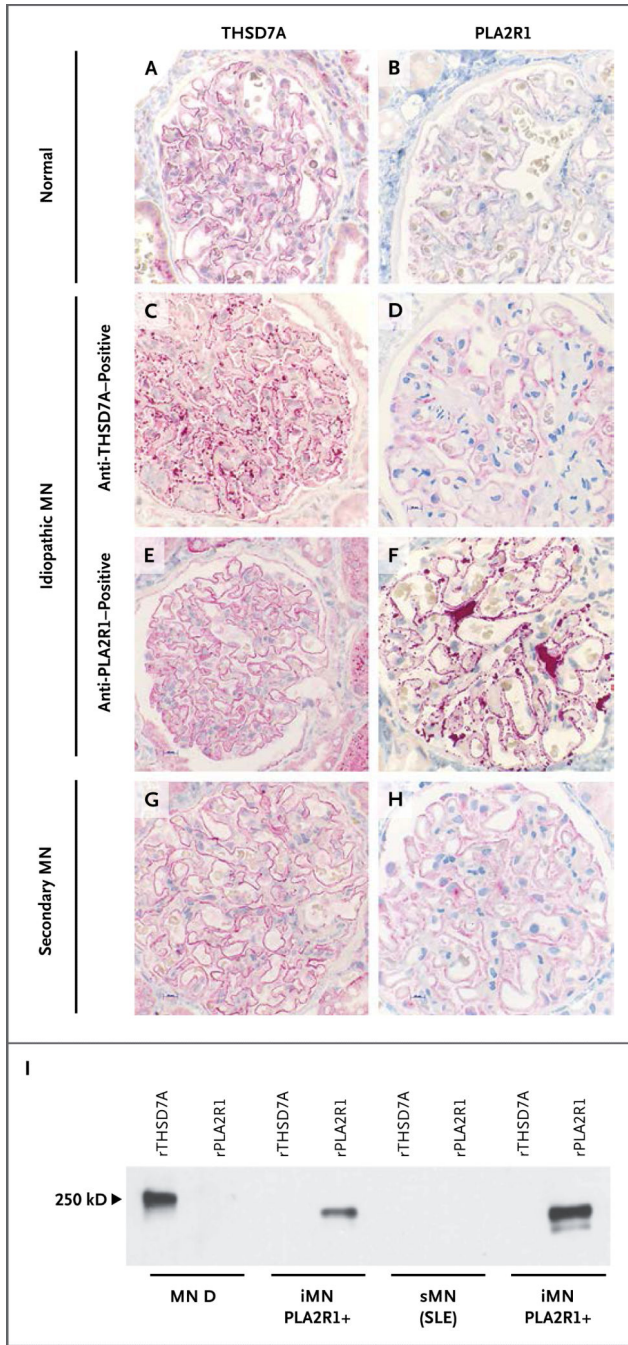 THSD7A
PLA2R1
Normal
A
B
Idiopathic MN
Anti-THSD7A–Positive
C
D
Anti-PLA2R1–Positive
E
F
Secondary MN
G
H
I
rTHSD7A
rPLA2R1
rTHSD7A
rPLA2R1
rTHSD7A
rPLA2R1
rTHSD7A
rPLA2R1
250 kD
MN D
iMN
PLA2R1+
sMN
(SLE)
iMN
PLA2R1+